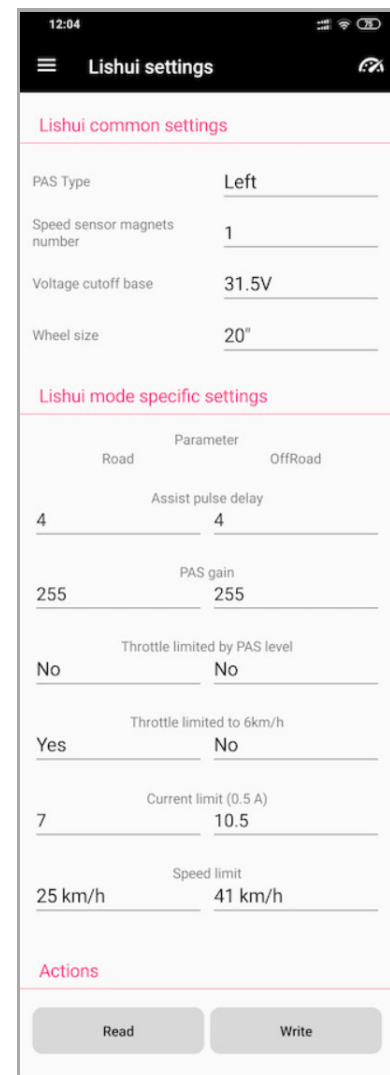 12:04
75
Lishui settings
Lishui common settings
PAS Type
Left
Speed sensor magnets
number
1
Voltage cutoff base
31.5V
Wheel size
20"
Lishui mode specific settings
Parameter
Road
OffRoad
Assist pulse delay
4
4
PAS gain
255
255
Throttle limited by PAS level
No
No
Throttle limited to 6km/h
Yes
No
Current limit (0.5 A)
7
10.5
Speed limit
25 km/h
41 km/h
Actions
Read
Write